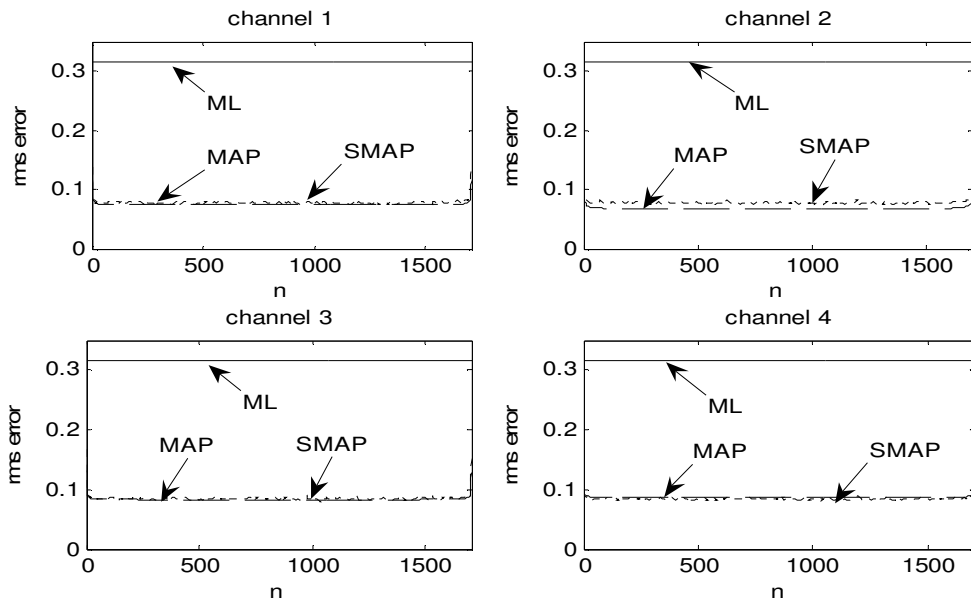 channel 1
0.3
0.2
0.1
0
rms error
ML
MAP
SMAP
0
500
1000
1500
n
channel 2
0.3
0.2
0.1
0
rms error
ML
MAP
SMAP
0
500
1000
1500
n
channel 3
0.3
0.2
0.1
0
rms error
ML
MAP
SMAP
0
500
1000
1500
n
channel 4
0.3
0.2
0.1
0
rms error
ML
MAP
SMAP
0
500
1000
1500
n